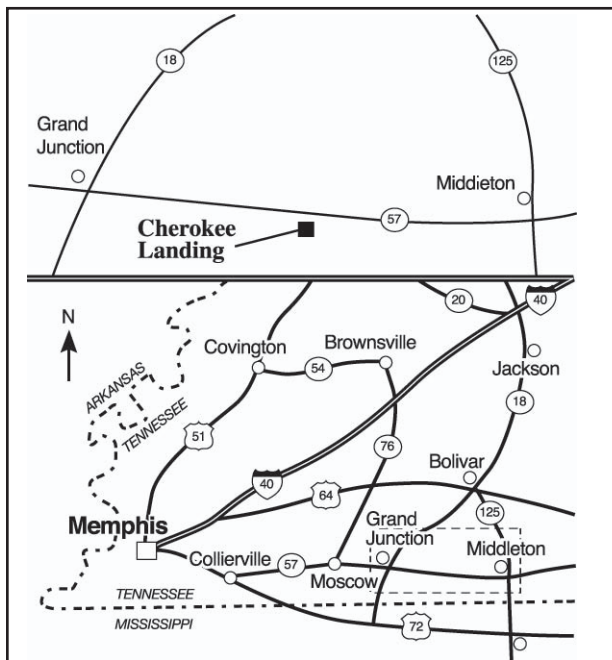 18
125
Grand
Junction
Middieton
57
Cherokee
Landing
20
40
N
Covington
Brownsville
54
Jackson
ARKANSAS
TENNESSEE
18
51
76
Bolivar
40
64
125
Memphis
Grand
Junction
Middleton
Collierville
57
Moscow
TENNESSEE
MISSISSIPPI
72